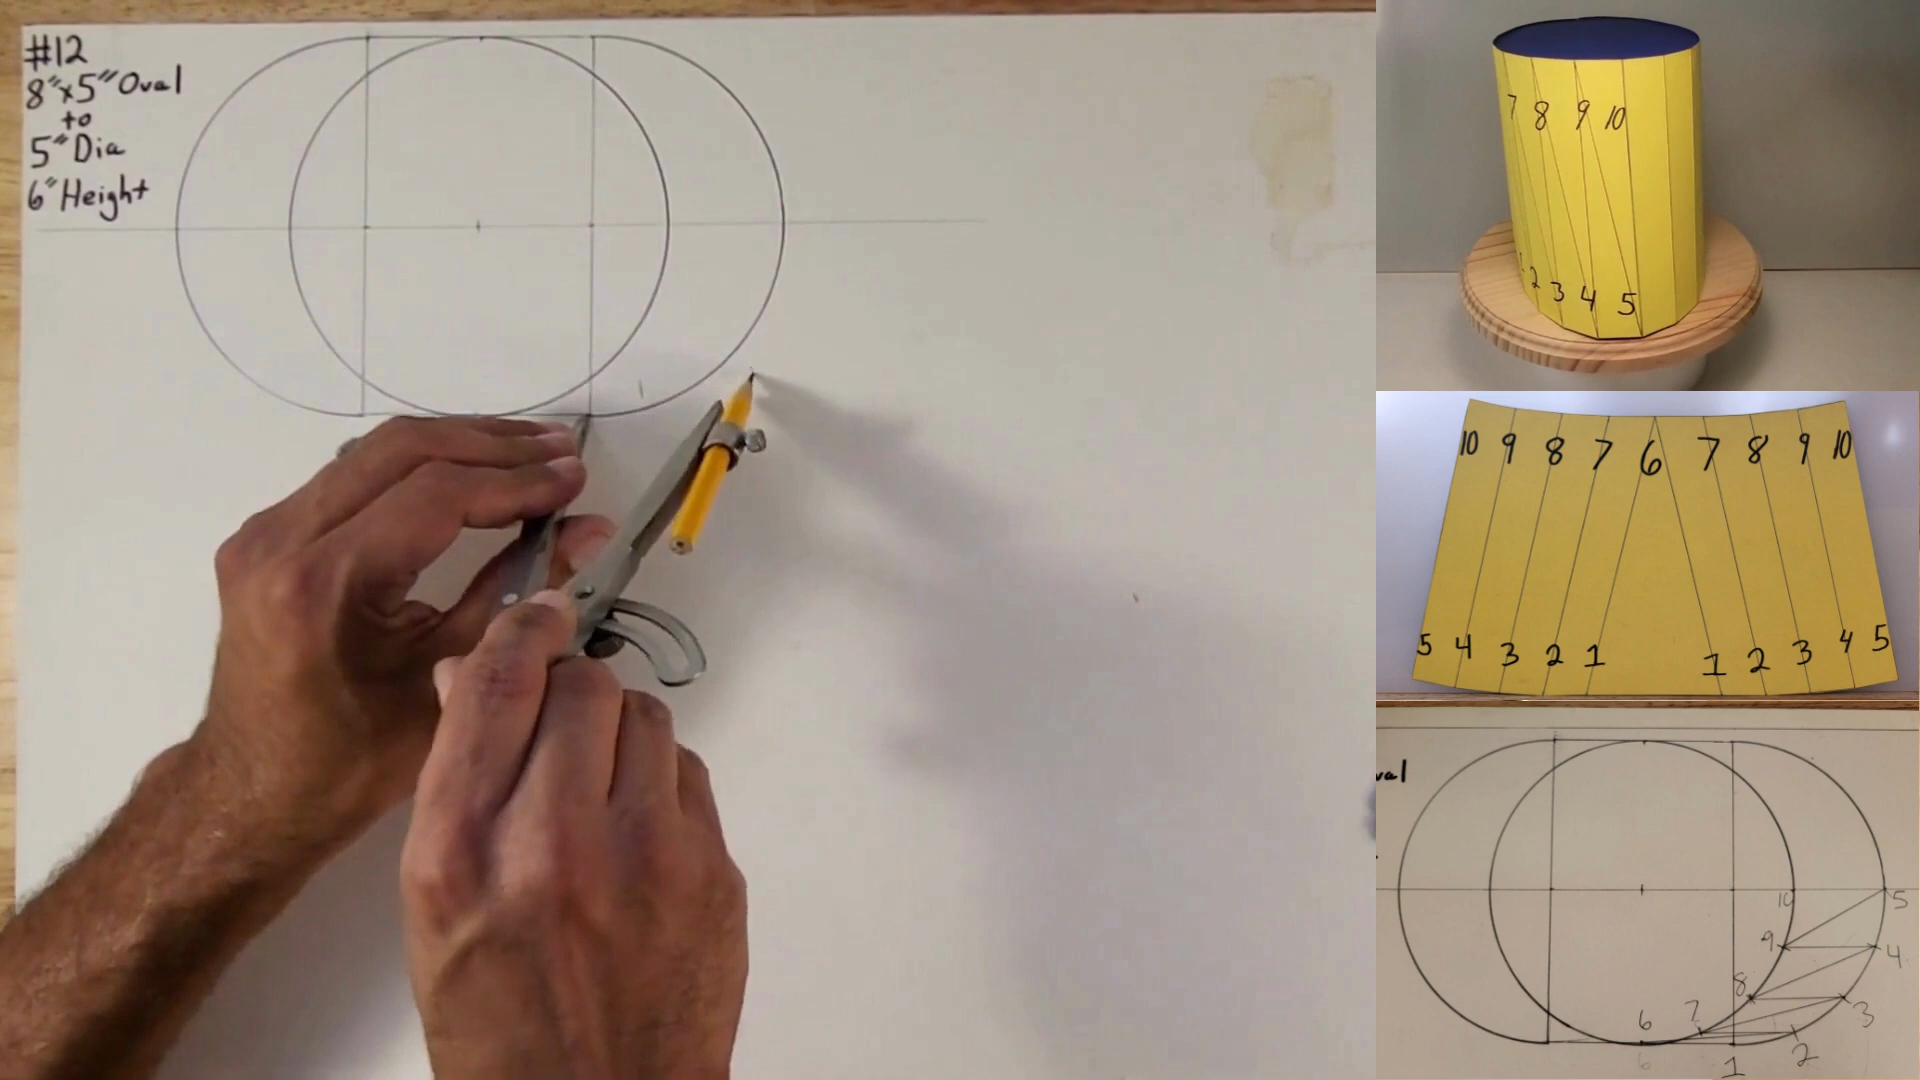 #12
8"x5" Oval
to
5" Dia
6" Height
7 8 9 10
2 3 4 5
10 9 8 7 6 7 8 9 10
5 4 3 2 1 1 2 3 4 5
val
10 5
9 4
8 3
6 7
6 1 2